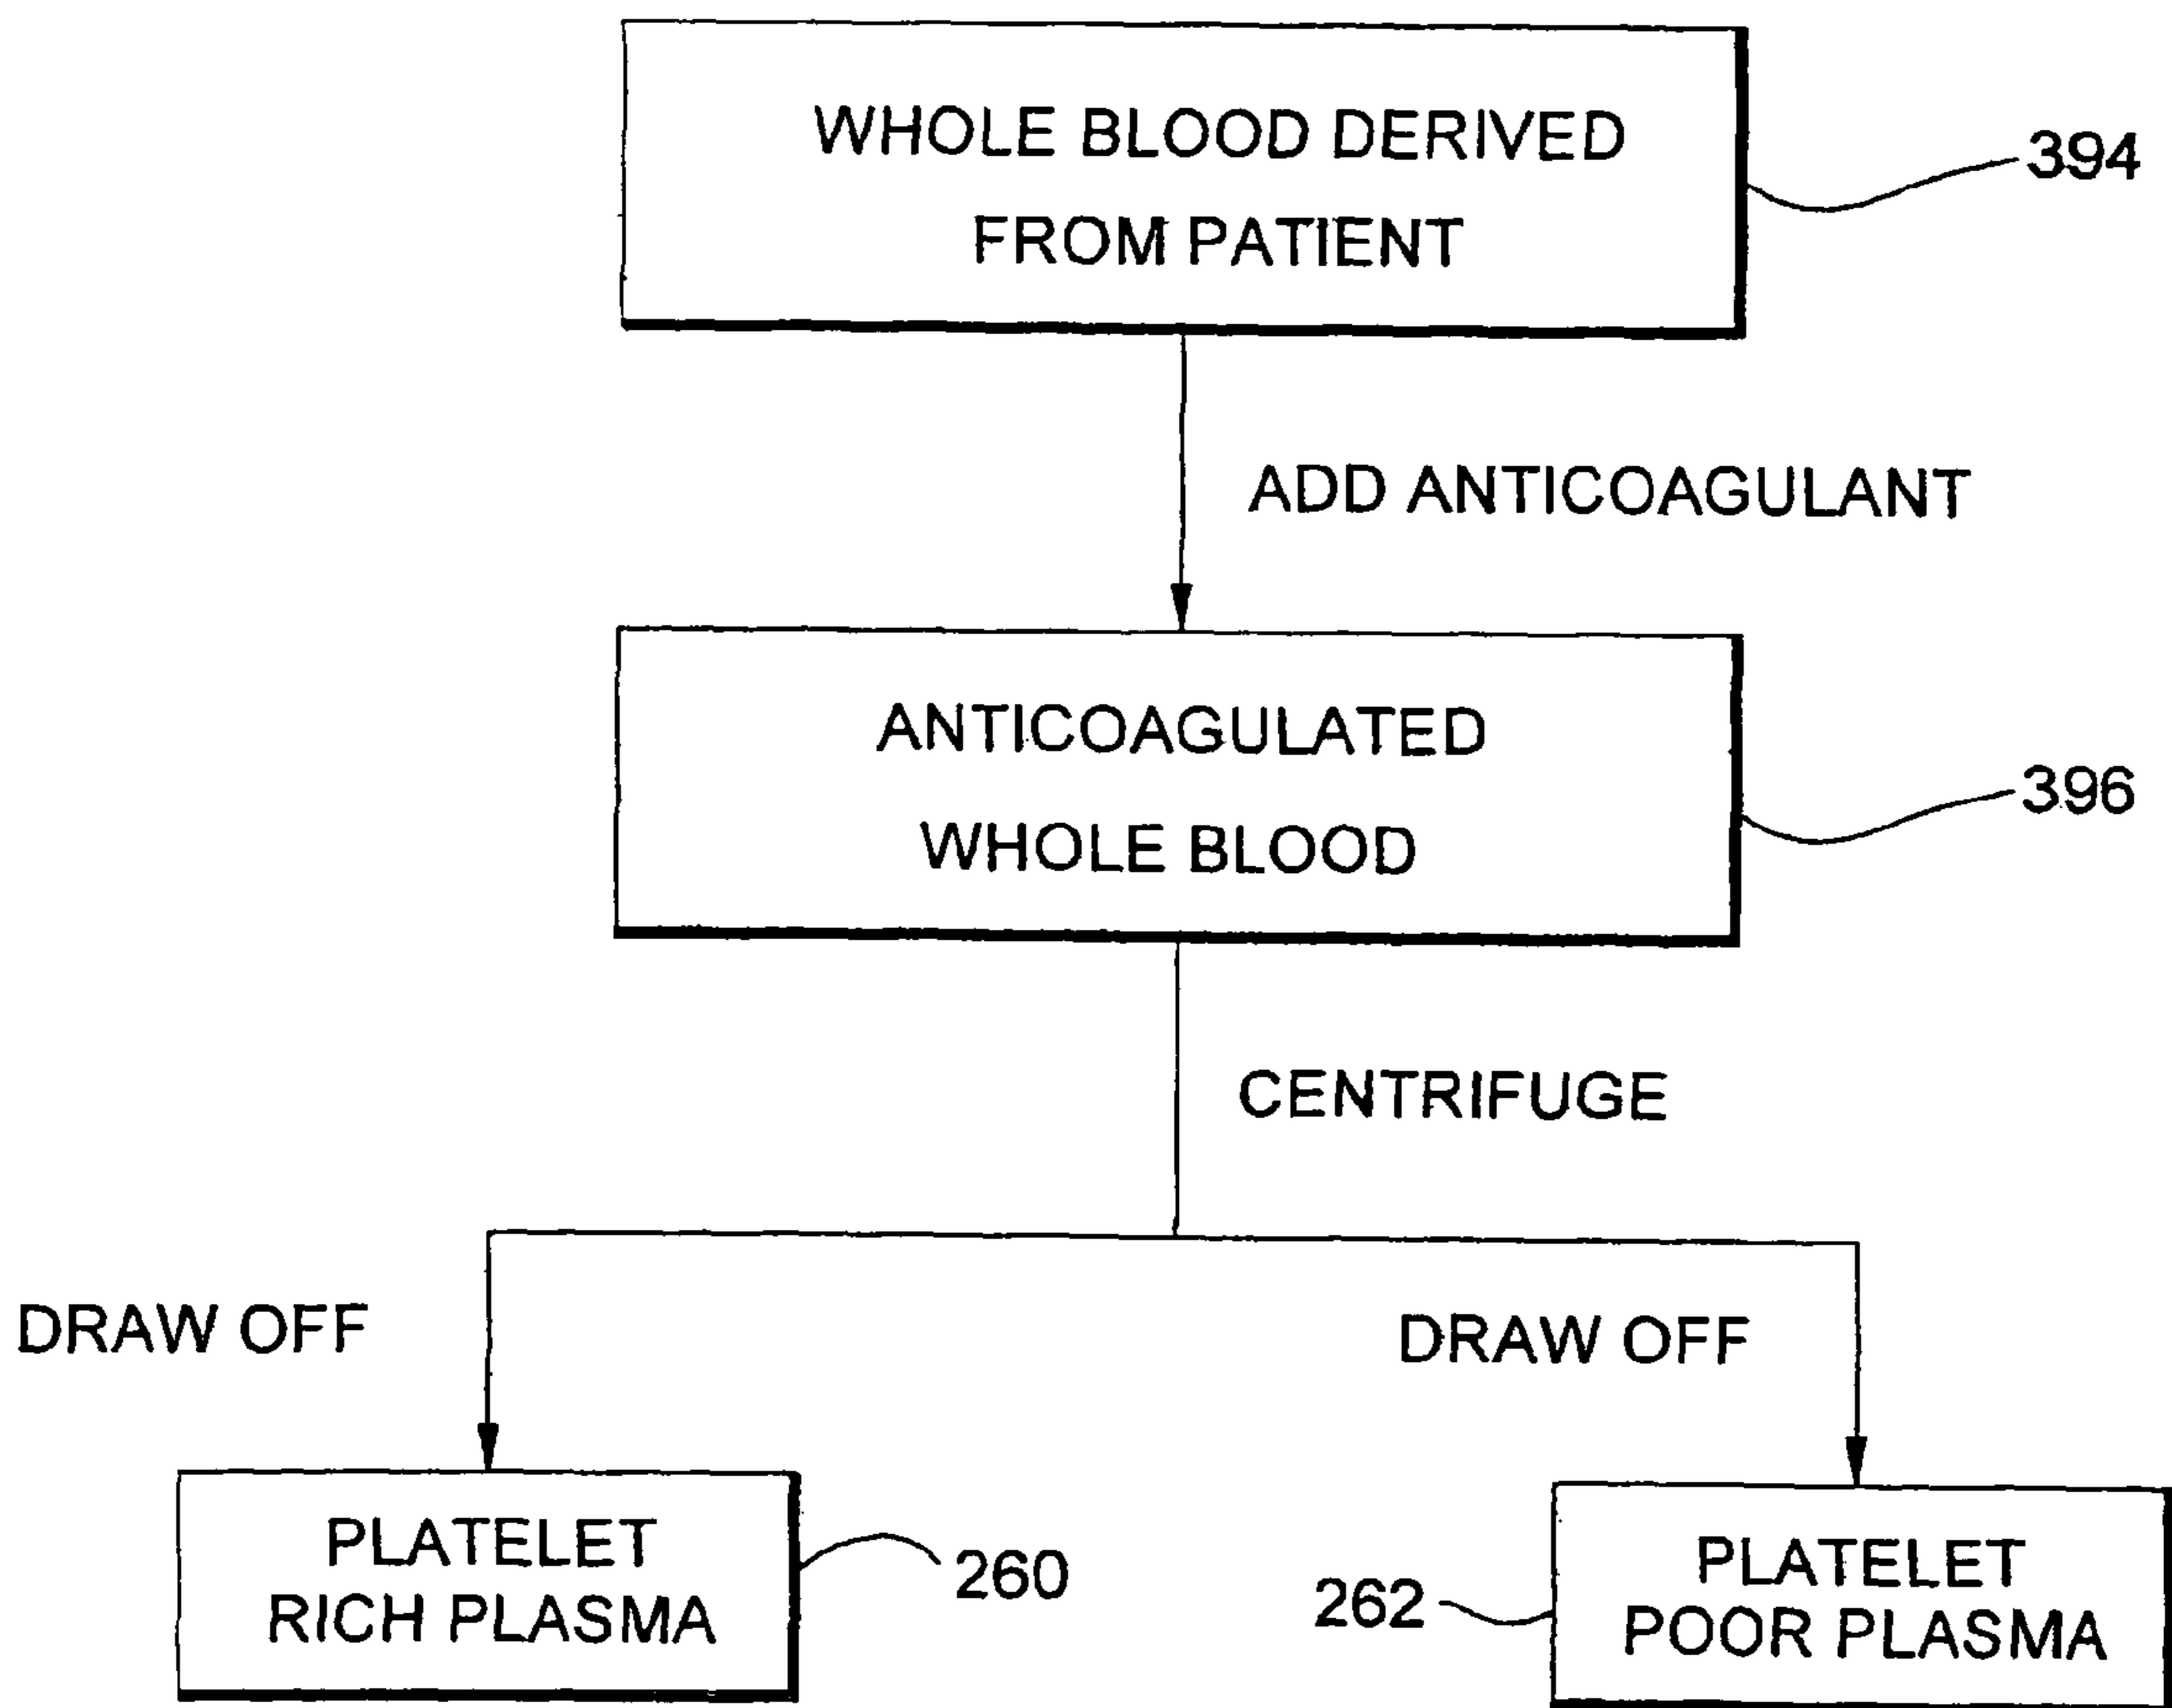 WHOLE BLOOD DERIVED
FROM PATIENT
394
ADD ANTICOAGULANT
ANTICOAGULATED
WHOLE BLOOD
396
CENTRIFUGE
DRAW OFF
DRAW OFF
PLATELET
RICH PLASMA
260
262
PLATELET
POOR PLASMA